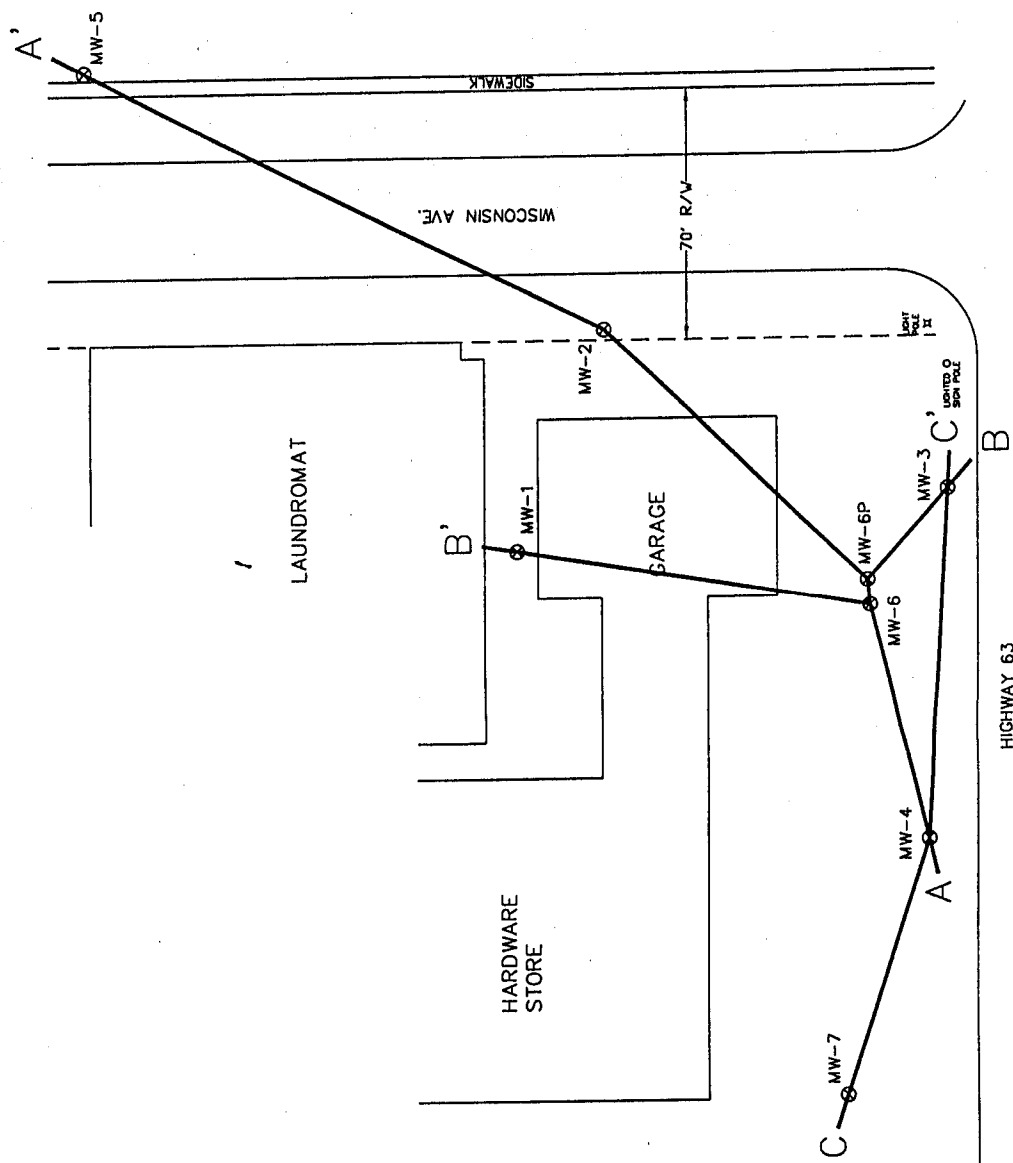 A'
MW-5
SIDEWALK
WISCONSIN AVE.
70' R/W
MW-2
LIGHT
POLE
LAUNDROMAT
B'
MW-1
GARAGE
MW-6P
MW-6
MW-3
C'
LIGHTED
SIGN POLE
B
HARDWARE
STORE
MW-4
A
MW-7
C
HIGHWAY 63